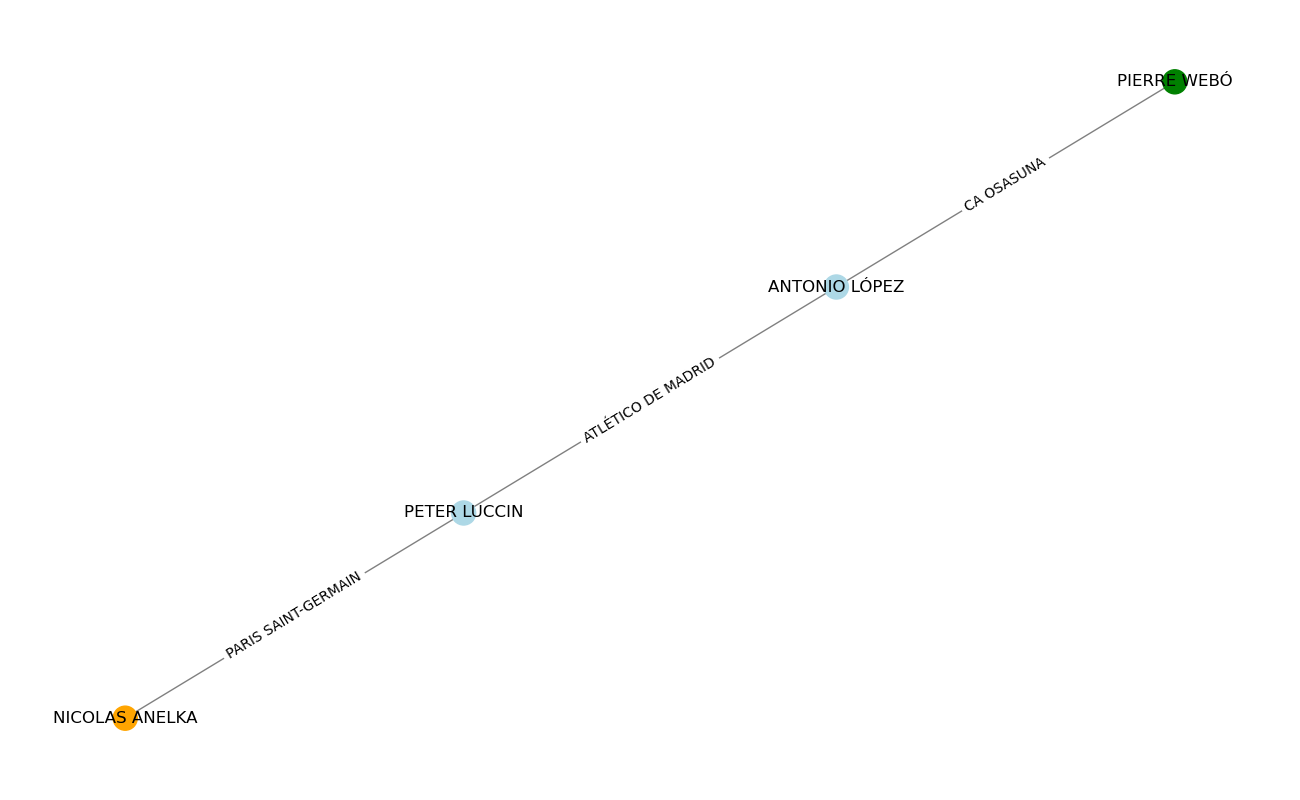 PIERRE WEBÓ
CA OSASUNA
ANTONIO LÓPEZ
ATLÉTICO DE MADRID
PETER LUCCIN
PARIS SAINT-GERMAIN
NICOLAS ANELKA